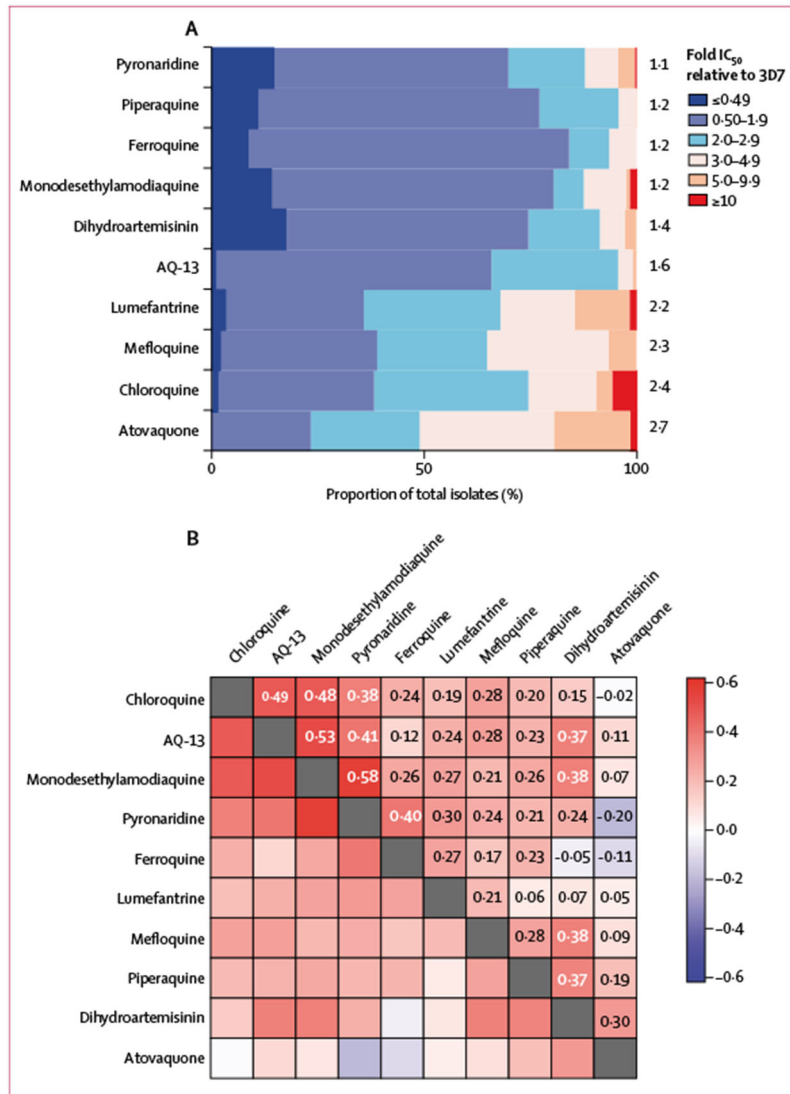 A
Pyronaridine 1·1
Piperaquine 1·2
Ferroquine 1·2
Monodesethylamodiaquine 1·2
Dihydroartemisinin 1·4
AQ-13 1·6
Lumefantrine 2·2
Mefloquine 2·3
Chloroquine 2·4
Atovaquone 2·7
0 50 100
Proportion of total isolates (%)
Fold IC50
relative to 3D7
≤0·49
0·50–1·9
2·0–2·9
3·0–4·9
5·0–9·9
≥10
B
Chloroquine
AQ-13
Monodesethylamodiaquine
Pyronaridine
Ferroquine
Lumefantrine
Mefloquine
Piperaquine
Dihydroartemisinin
Atovaquone
Chloroquine 0·49 0·48 0·38 0·24 0·19 0·28 0·20 0·15 –0·02
AQ-13 0·53 0·41 0·12 0·24 0·28 0·23 0·37 0·11
Monodesethylamodiaquine 0·58 0·26 0·27 0·21 0·26 0·38 0·07
Pyronaridine 0·40 0·30 0·24 0·21 0·24 –0·20
Ferroquine 0·27 0·17 0·23 –0·05 –0·11
Lumefantrine 0·21 0·06 0·07 0·05
Mefloquine 0·28 0·38 0·09
Piperaquine 0·37 0·19
Dihydroartemisinin 0·30
Atovaquone
0·6
0·4
0·2
0·0
–0·2
–0·4
–0·6